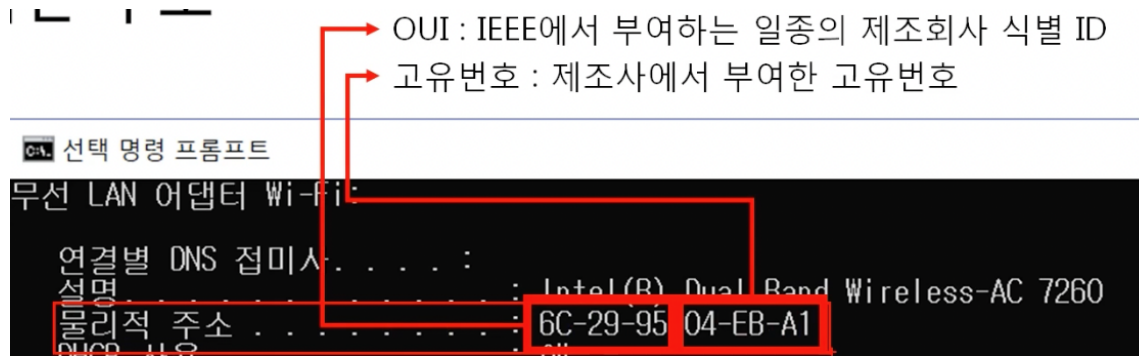 OUI : IEEE에서 부여하는 일종의 제조회사 식별 ID
고유번호 : 제조사에서 부여한 고유번호
선택 명령 프롬프트
무선 LAN 어댑터 Wi-Fi:
연결별 DNS 접미사. . . . :
설명. . . . . . . . . . . . : Intel(R) Dual Band Wireless-AC 7260
물리적 주소 . . . . . . . . : 6C-29-95-04-EB-A1